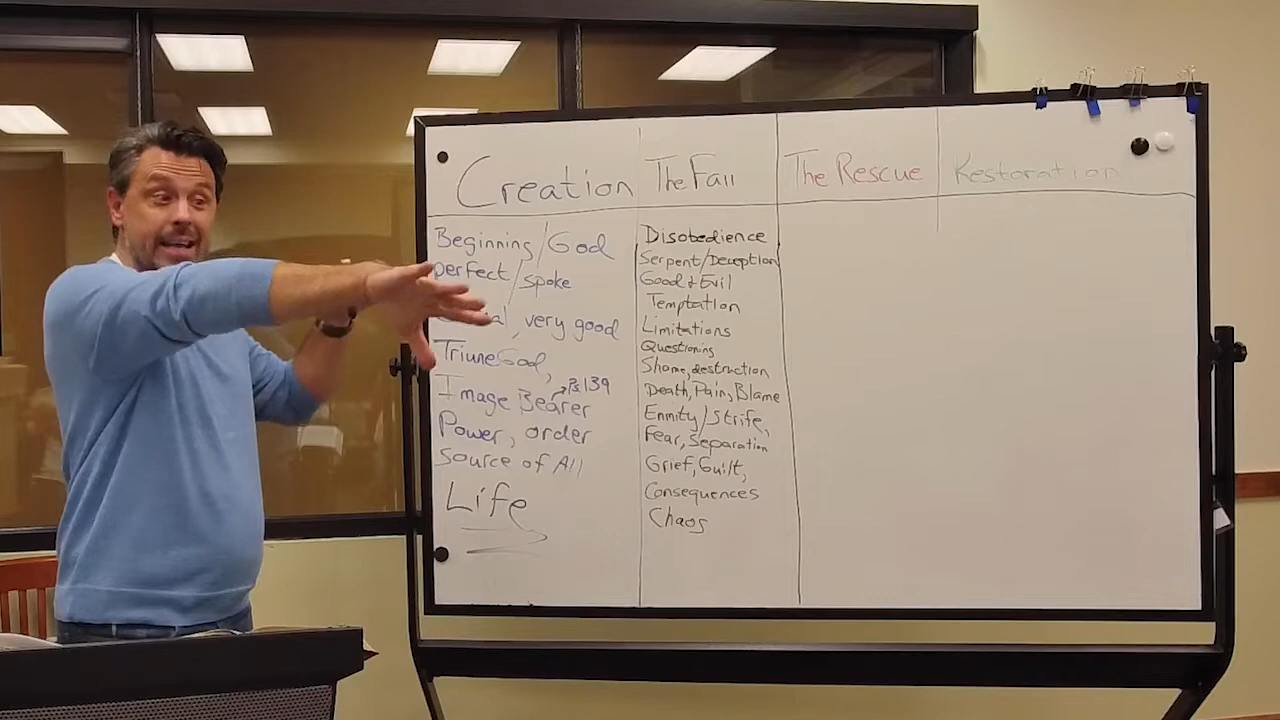 Creation The Fall The Rescue Restoration
Beginning/God
perfect/spoke
, very good
Triune God,
Image Bearer → Ps 139
Power, order
Source of All
Life
Disobedience
Serpent/Deception
Good & Evil
Temptation
Limitations
Questioning
Shame, destruction
Death, Pain, Blame
Enmity/Strife,
Fear, Separation
Grief, Guilt,
Consequences
Chaos